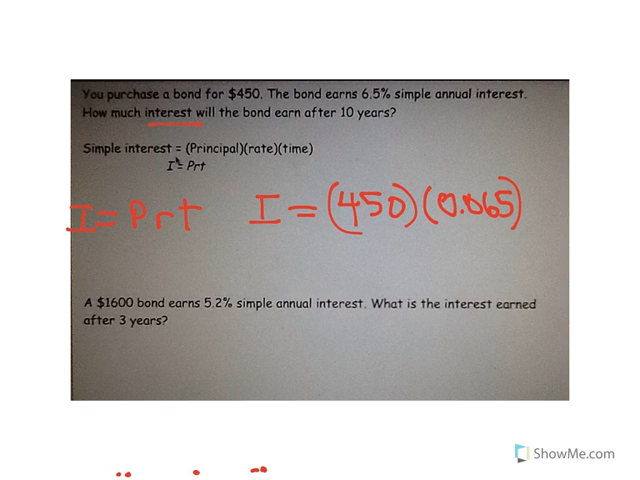 You purchase a bond for $450. The bond earns 6.5% simple annual interest.
How much interest will the bond earn after 10 years?
Simple interest = (Principal)(rate)(time)
I = Prt
I = Prt I = (450)(0.065)
A $1600 bond earns 5.2% simple annual interest. What is the interest earned
after 3 years?
ShowMe.com